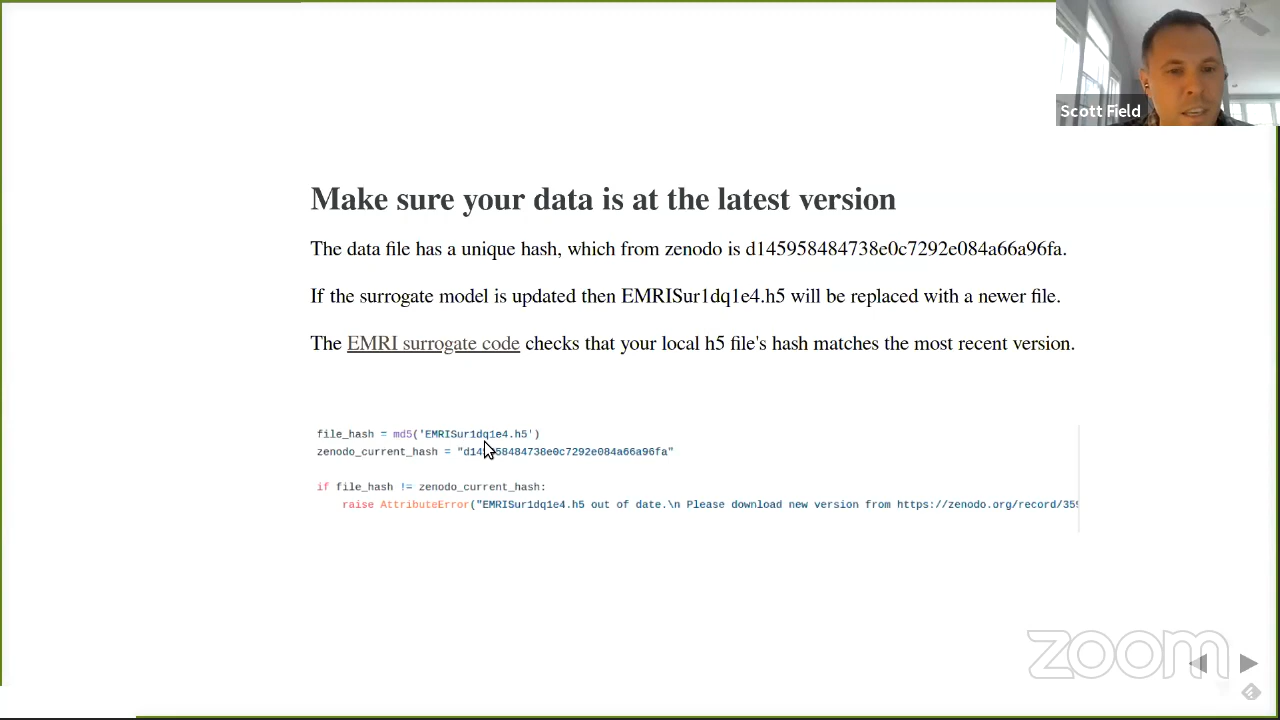 Scott Field
Make sure your data is at the latest version
The data file has a unique hash, which from zenodo is d145958484738e0c7292e084a66a96fa.
If the surrogate model is updated then EMRISur1dq1e4.h5 will be replaced with a newer file.
The EMRI surrogate code checks that your local h5 file's hash matches the most recent version.
file_hash = md5('EMRISur1dq1e4.h5')
zenodo_current_hash = "d145958484738e0c7292e084a66a96fa"
if file_hash != zenodo_current_hash:
raise AttributeError("EMRISur1dq1e4.h5 out of date.\n Please download new version from https://zenodo.org/record/359
zoom